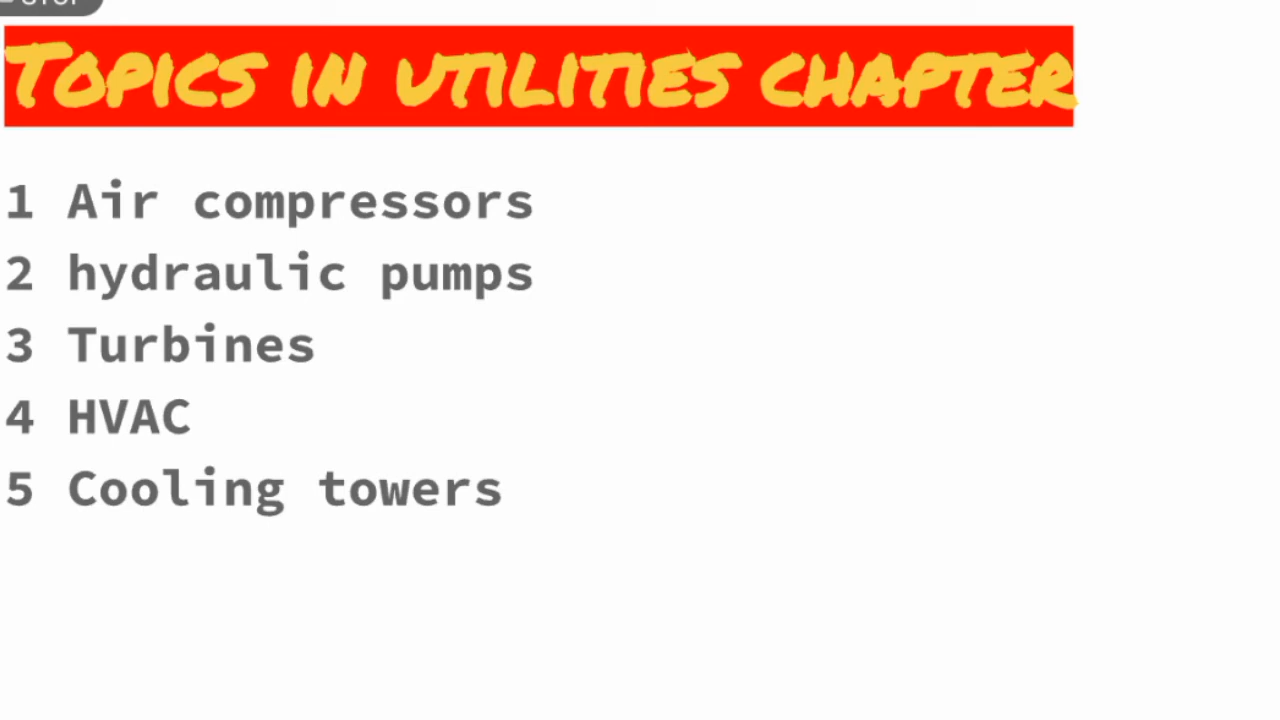 Topics in utilities chapter
1 Air compressors
2 hydraulic pumps
3 Turbines
4 HVAC
5 Cooling towers